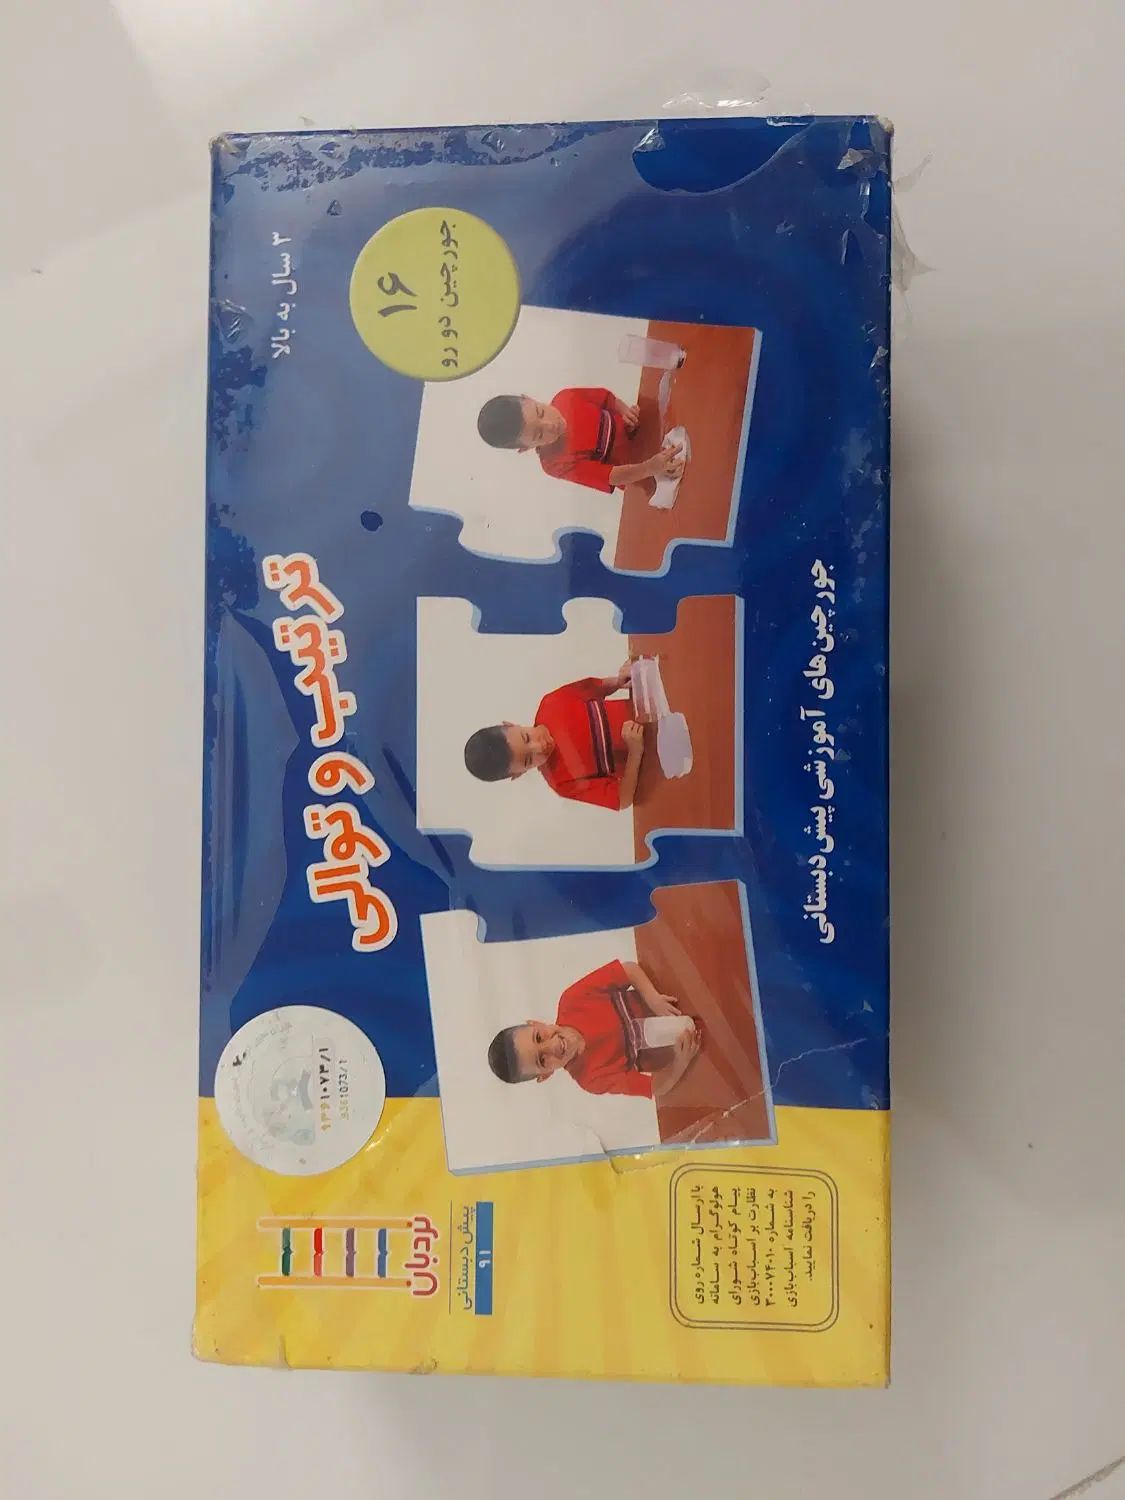 ۳ سال به بالا
۱۶
جورچین دو رو
ترتیب و توالی
جورچین‌های آموزشی پیش‌دبستانی
۹۳۶۱۰۷۳/۱
9361073/1
نردبان
پیش‌دبستانی
۹۱
با ارسال شماره روی
هولوگرام به سامانه
پیام کوتاه شورای
نظارت بر اسباب‌بازی
به شماره ۳۰۰۰۷۴۰۱۰
شناسنامه اسباب‌بازی
را دریافت نمایید.